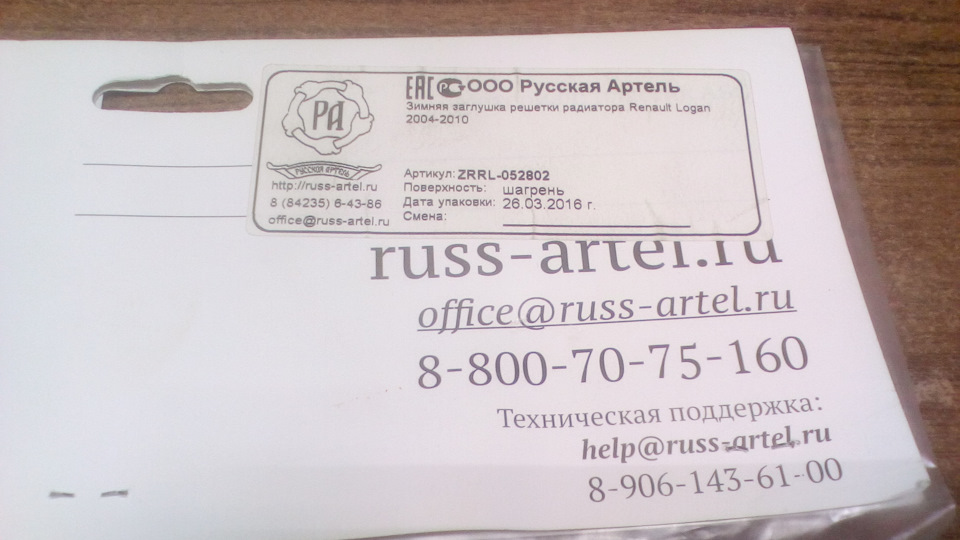 РА
РУССКАЯ АРТЕЛЬ
http://russ-artel.ru
8 (84235) 6-43-86
office@russ-artel.ru
ЕАС РС ООО Русская Артель
Зимняя заглушка решетки радиатора Renault Logan
2004-2010
Артикул: ZRRL-052802
Поверхность: шагрень
Дата упаковки: 26.03.2016 г.
Смена:
russ-artel.ru
office@russ-artel.ru
8-800-70-75-160
Техническая поддержка:
help@russ-artel.ru
8-906-143-61-00